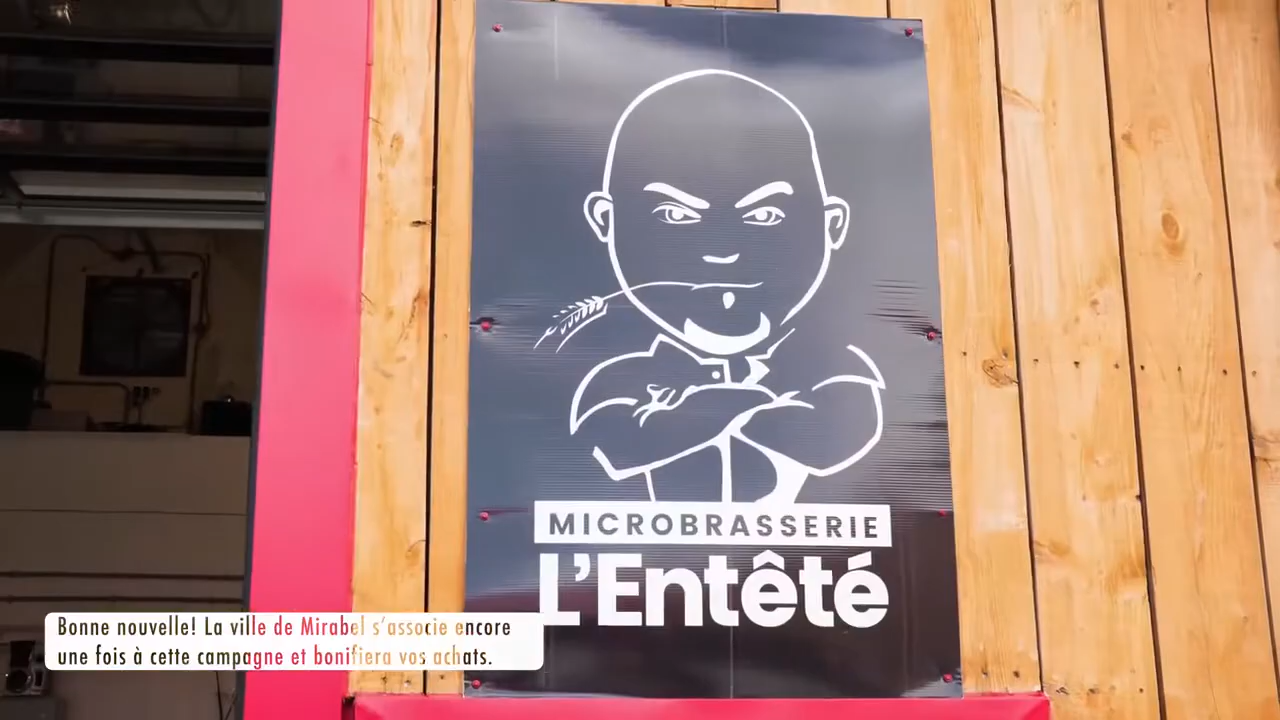 MICROBRASSERIE
L'Entêté
Bonne nouvelle! La ville de Mirabel s'associe encore
une fois à cette campagne et bonifiera vos achats.